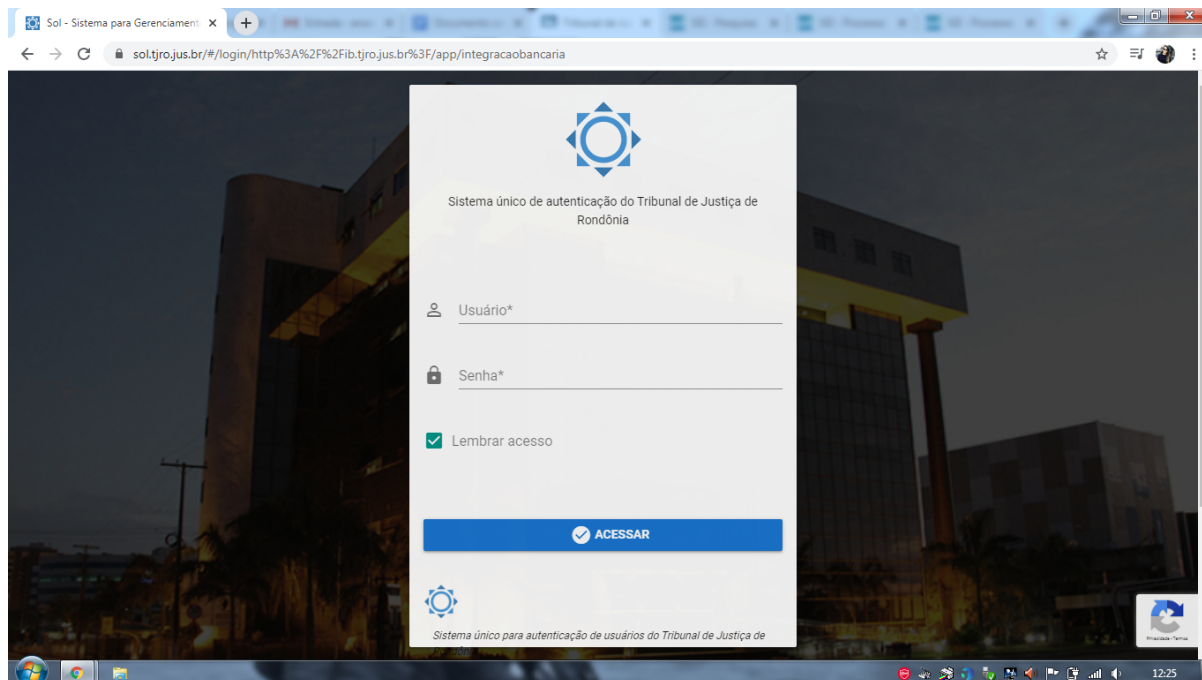 Sol - Sistema para Gerenciament
sol.tjro.jus.br/#/login/http%3A%2F%2Fib.tjro.jus.br%3F/app/integracaobancaria
Sistema único de autenticação do Tribunal de Justiça de
Rondônia
Usuário*
Senha*
Lembrar acesso
ACESSAR
Sistema único para autenticação de usuários do Tribunal de Justiça de
Privacidade - Termos
12:25